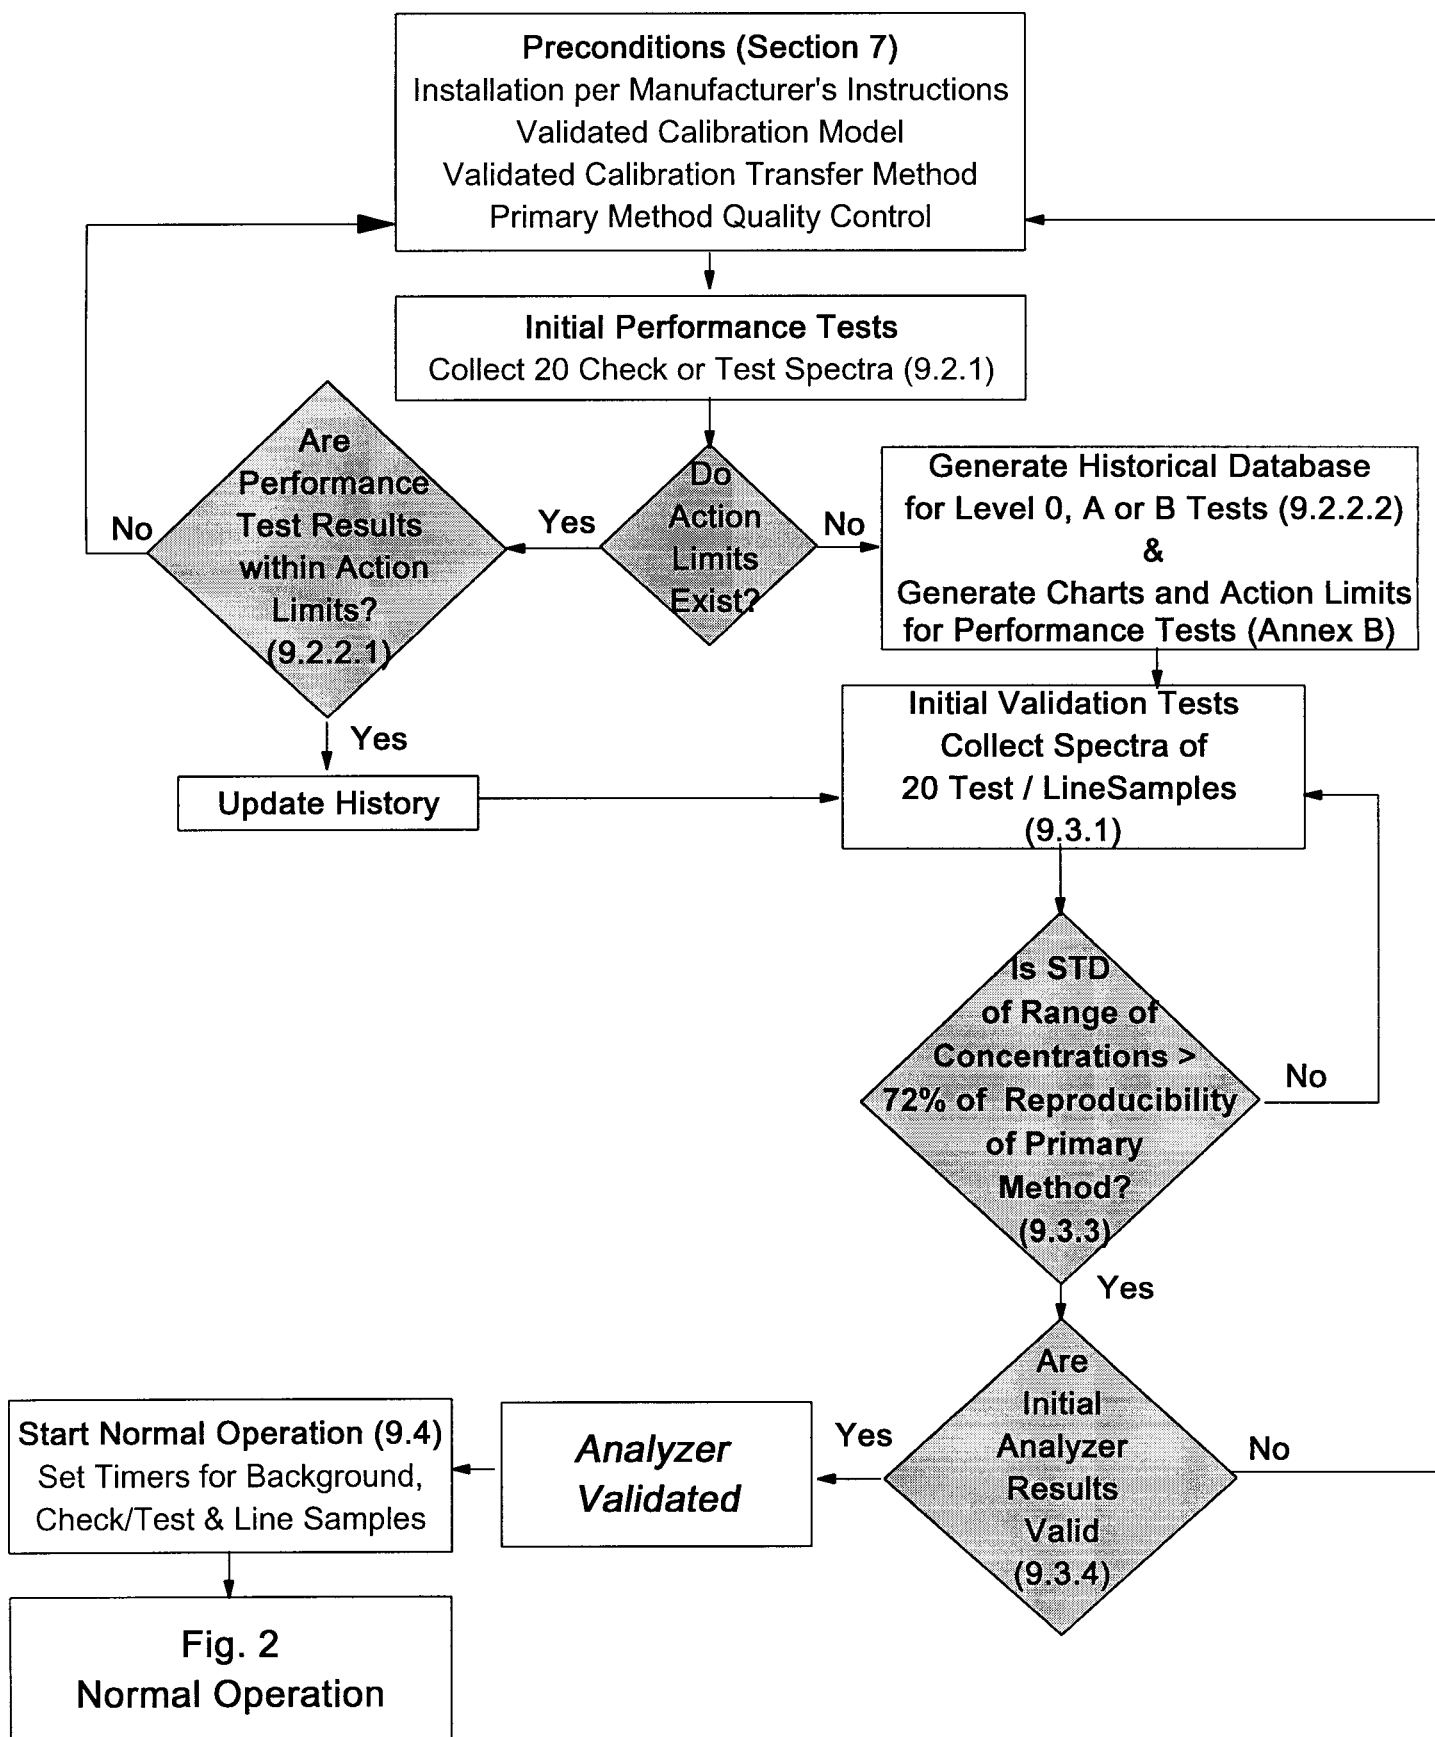 Preconditions (Section 7)
Installation per Manufacturer's Instructions
Validated Calibration Model
Validated Calibration Transfer Method
Primary Method Quality Control
Initial Performance Tests
Collect 20 Check or Test Spectra (9.2.1)
Are
Performance
Test Results
within Action
Limits?
(9.2.2.1)
No
Yes
Do
Action
Limits
Exist?
Yes
No
Generate Historical Database
for Level 0, A or B Tests (9.2.2.2)
&
Generate Charts and Action Limits
for Performance Tests (Annex B)
Update History
Initial Validation Tests
Collect Spectra of
20 Test / LineSamples
(9.3.1)
Is STD
of Range of
Concentrations >
72% of Reproducibility
of Primary
Method?
(9.3.3)
No
Yes
Are
Initial
Analyzer
Results
Valid
(9.3.4)
Yes
No
Analyzer
Validated
Start Normal Operation (9.4)
Set Timers for Background,
Check/Test & Line Samples
Fig. 2
Normal Operation